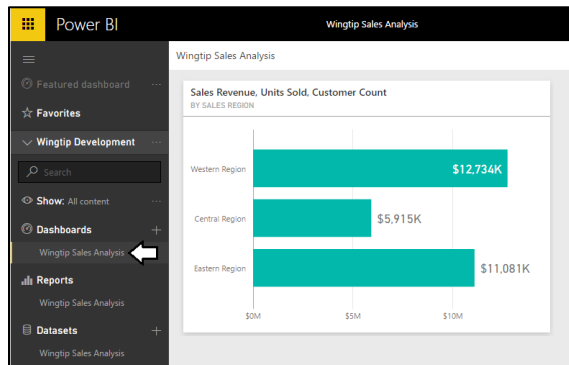 Power BI
Wingtip Sales Analysis
Featured dashboard
Favorites
Wingtip Development
Search
Show: All content
Dashboards
Wingtip Sales Analysis
Reports
Wingtip Sales Analysis
Datasets
Wingtip Sales Analysis
Wingtip Sales Analysis
Sales Revenue, Units Sold, Customer Count
BY SALES REGION
Western Region
$12,734K
Central Region
$5,915K
Eastern Region
$11,081K
$0M $5M $10M